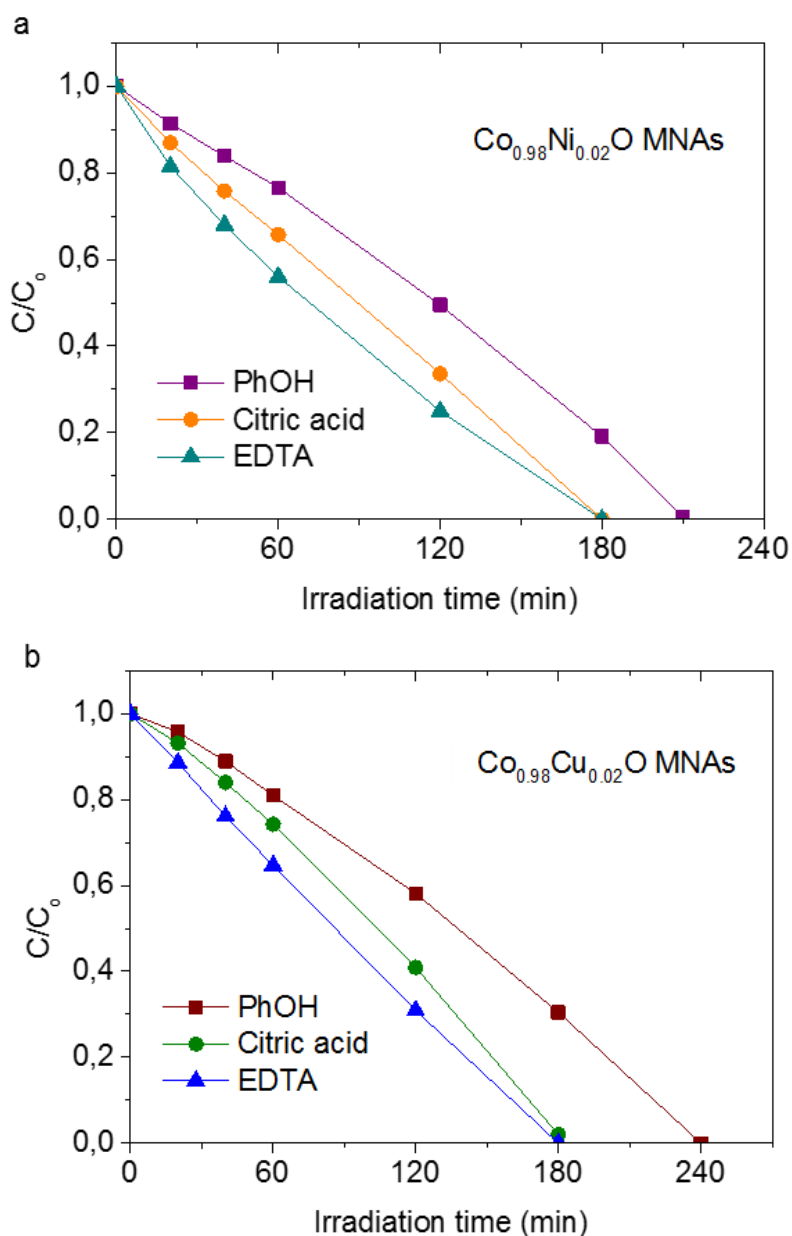 a
Co0.98Ni0.02O MNAs
C/Co
1,0
0,8
0,6
0,4
0,2
0,0
PhOH
Citric acid
EDTA
0 60 120 180 240
Irradiation time (min)
b
Co0.98Cu0.02O MNAs
C/Co
1,0
0,8
0,6
0,4
0,2
0,0
PhOH
Citric acid
EDTA
0 60 120 180 240
Irradiation time (min)